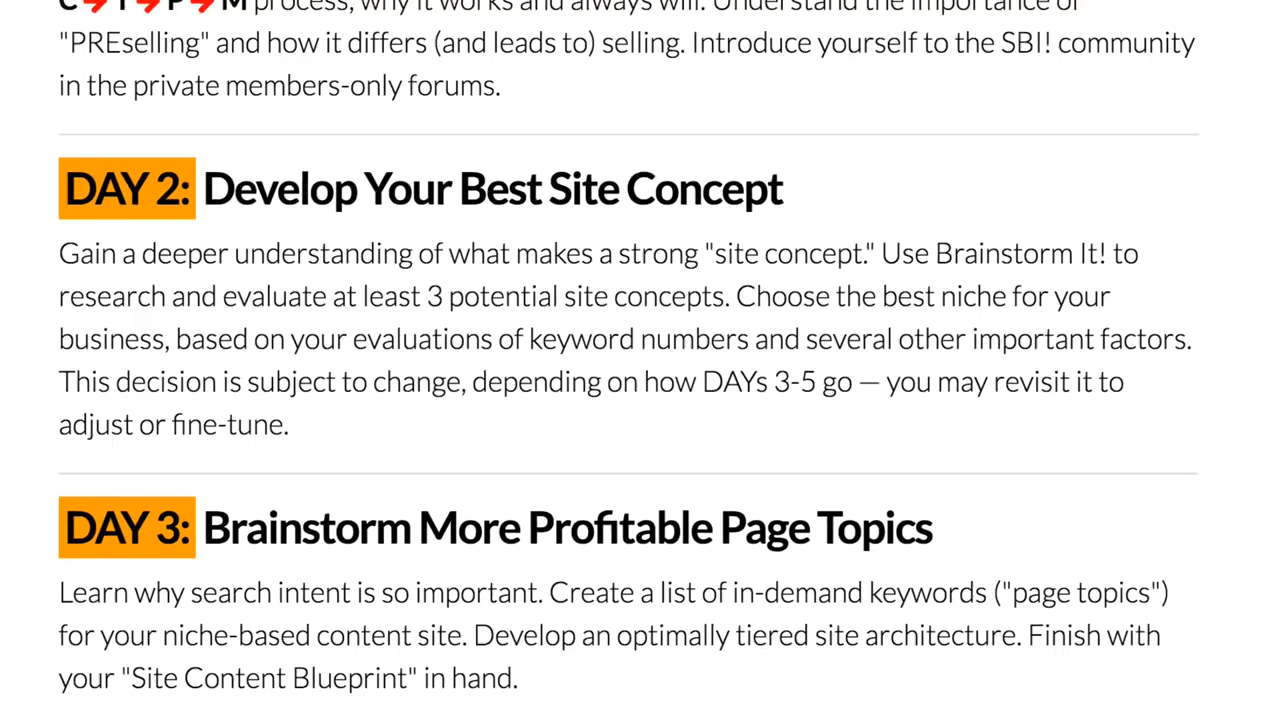 C T P M process, why it works and always will. Understand the importance of
"PREselling" and how it differs (and leads to) selling. Introduce yourself to the SBI! community
in the private members-only forums.
DAY 2: Develop Your Best Site Concept
Gain a deeper understanding of what makes a strong "site concept." Use Brainstorm It! to
research and evaluate at least 3 potential site concepts. Choose the best niche for your
business, based on your evaluations of keyword numbers and several other important factors.
This decision is subject to change, depending on how DAYs 3-5 go — you may revisit it to
adjust or fine-tune.
DAY 3: Brainstorm More Profitable Page Topics
Learn why search intent is so important. Create a list of in-demand keywords ("page topics")
for your niche-based content site. Develop an optimally tiered site architecture. Finish with
your "Site Content Blueprint" in hand.